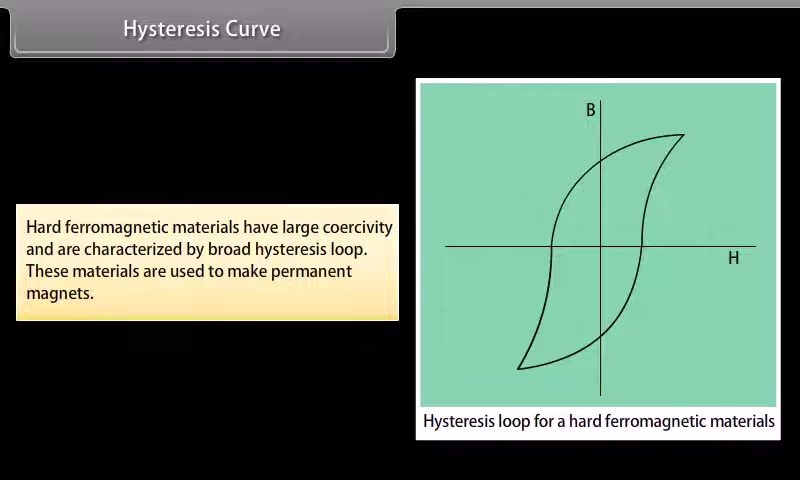 Hysteresis Curve
Hard ferromagnetic materials have large coercivity
and are characterized by broad hysteresis loop.
These materials are used to make permanent
magnets.
B
H
Hysteresis loop for a hard ferromagnetic materials